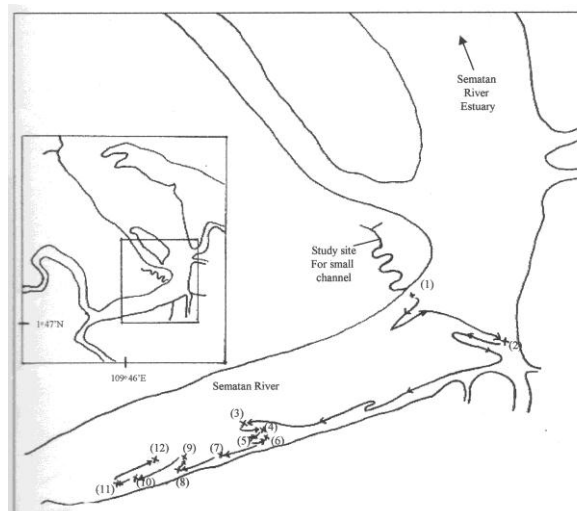 Sematan
River
Estuary
Study site
For small
channel
(1)
(2)
1°47'N
109°46'E
Sematan River
(3)
(4)
(5)
(6)
(12)
(9)
(7)
(11)
(10)
(8)